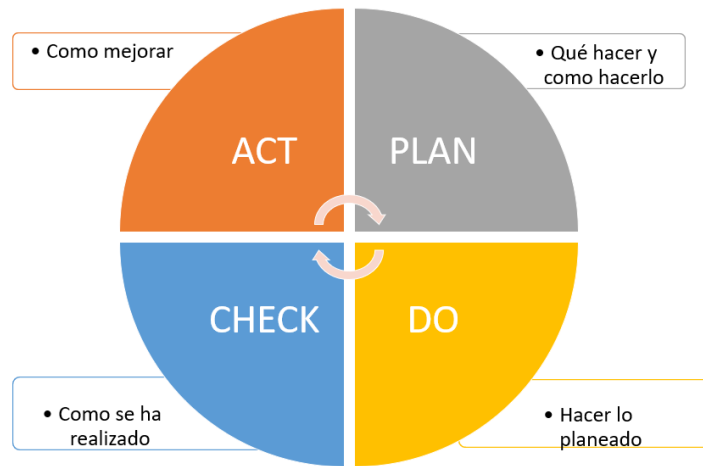 • Como mejorar
• Qué hacer y
como hacerlo
ACT
PLAN
CHECK
DO
• Como se ha
realizado
• Hacer lo
planeado